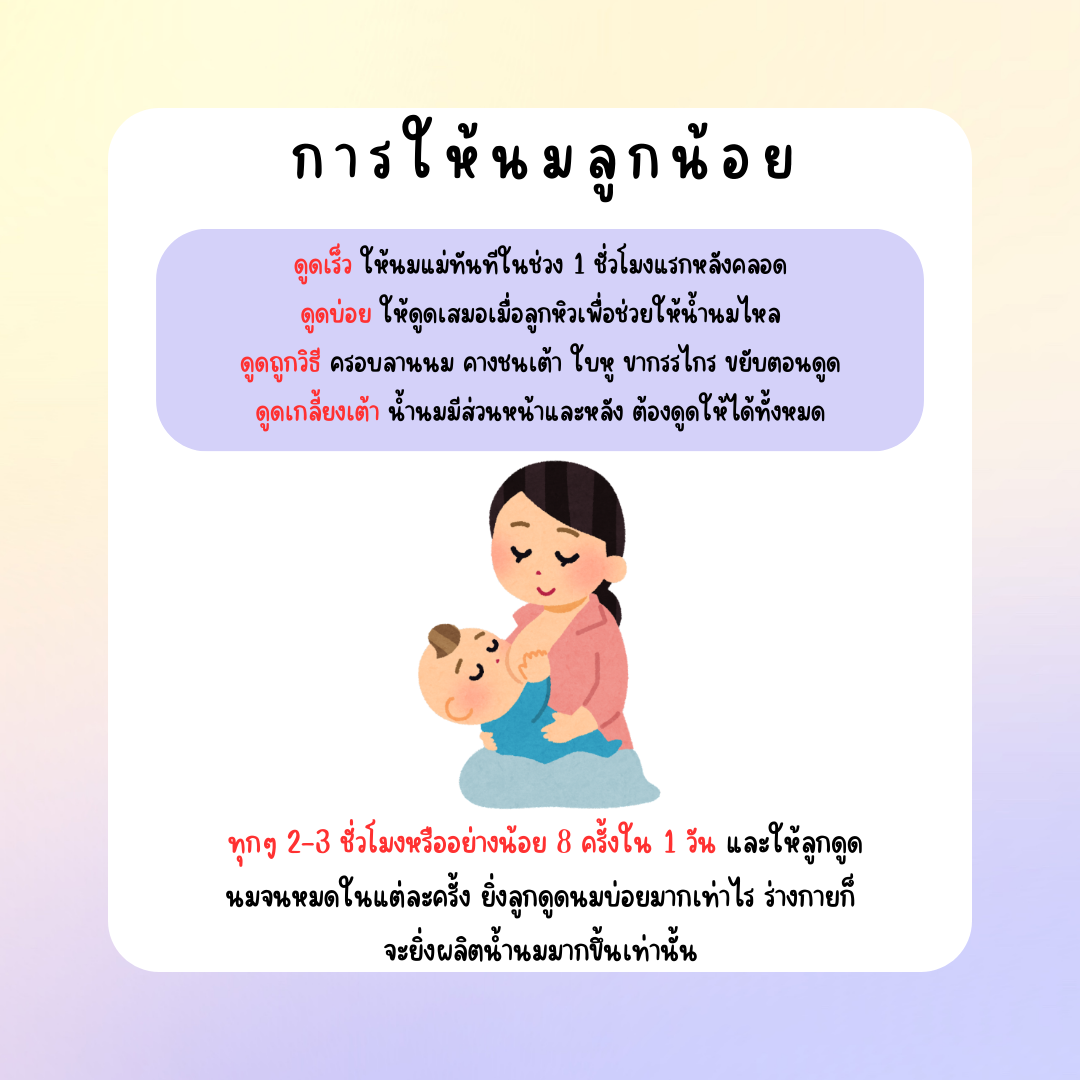 การให้นมลูกน้อย
ดูดเร็ว ให้นมแม่ทันทีในช่วง 1 ชั่วโมงแรกหลังคลอด
ดูดบ่อย ให้ดูดเสมอเมื่อลูกหิวเพื่อช่วยให้น้ำนมไหล
ดูดถูกวิธี ครอบลานนม คางชนเต้า ใบหู ขากรรไกร ขยับตอนดูด
ดูดเกลี้ยงเต้า น้ำนมมีส่วนหน้าและหลัง ต้องดูดให้ได้ทั้งหมด
ทุกๆ 2-3 ชั่วโมงหรืออย่างน้อย 8 ครั้งใน 1 วัน และให้ลูกดูด
นมจนหมดในแต่ละครั้ง ยิ่งลูกดูดนมบ่อยมากเท่าไร ร่างกายก็
จะยิ่งผลิตน้ำนมมากขึ้นเท่านั้น